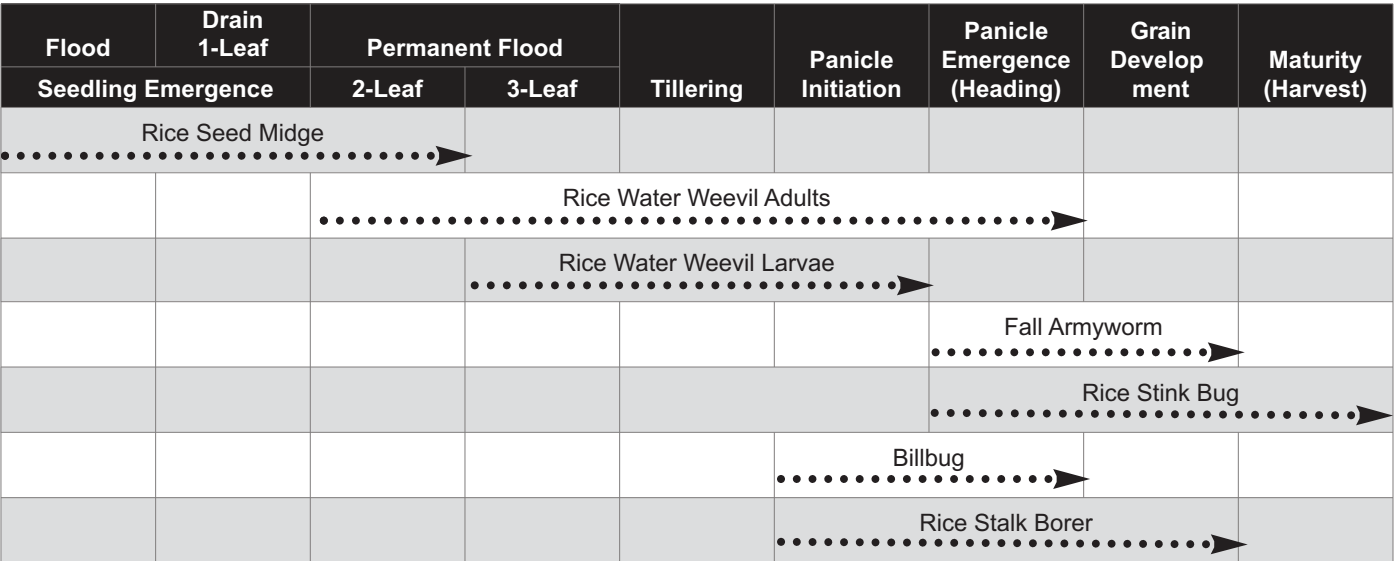 Flood
Drain
1-Leaf
Permanent Flood
Seedling Emergence
2-Leaf
3-Leaf
Tillering
Panicle
Initiation
Panicle
Emergence
(Heading)
Grain
Develop
ment
Maturity
(Harvest)
Rice Seed Midge
Rice Water Weevil Adults
Rice Water Weevil Larvae
Fall Armyworm
Rice Stink Bug
Billbug
Rice Stalk Borer